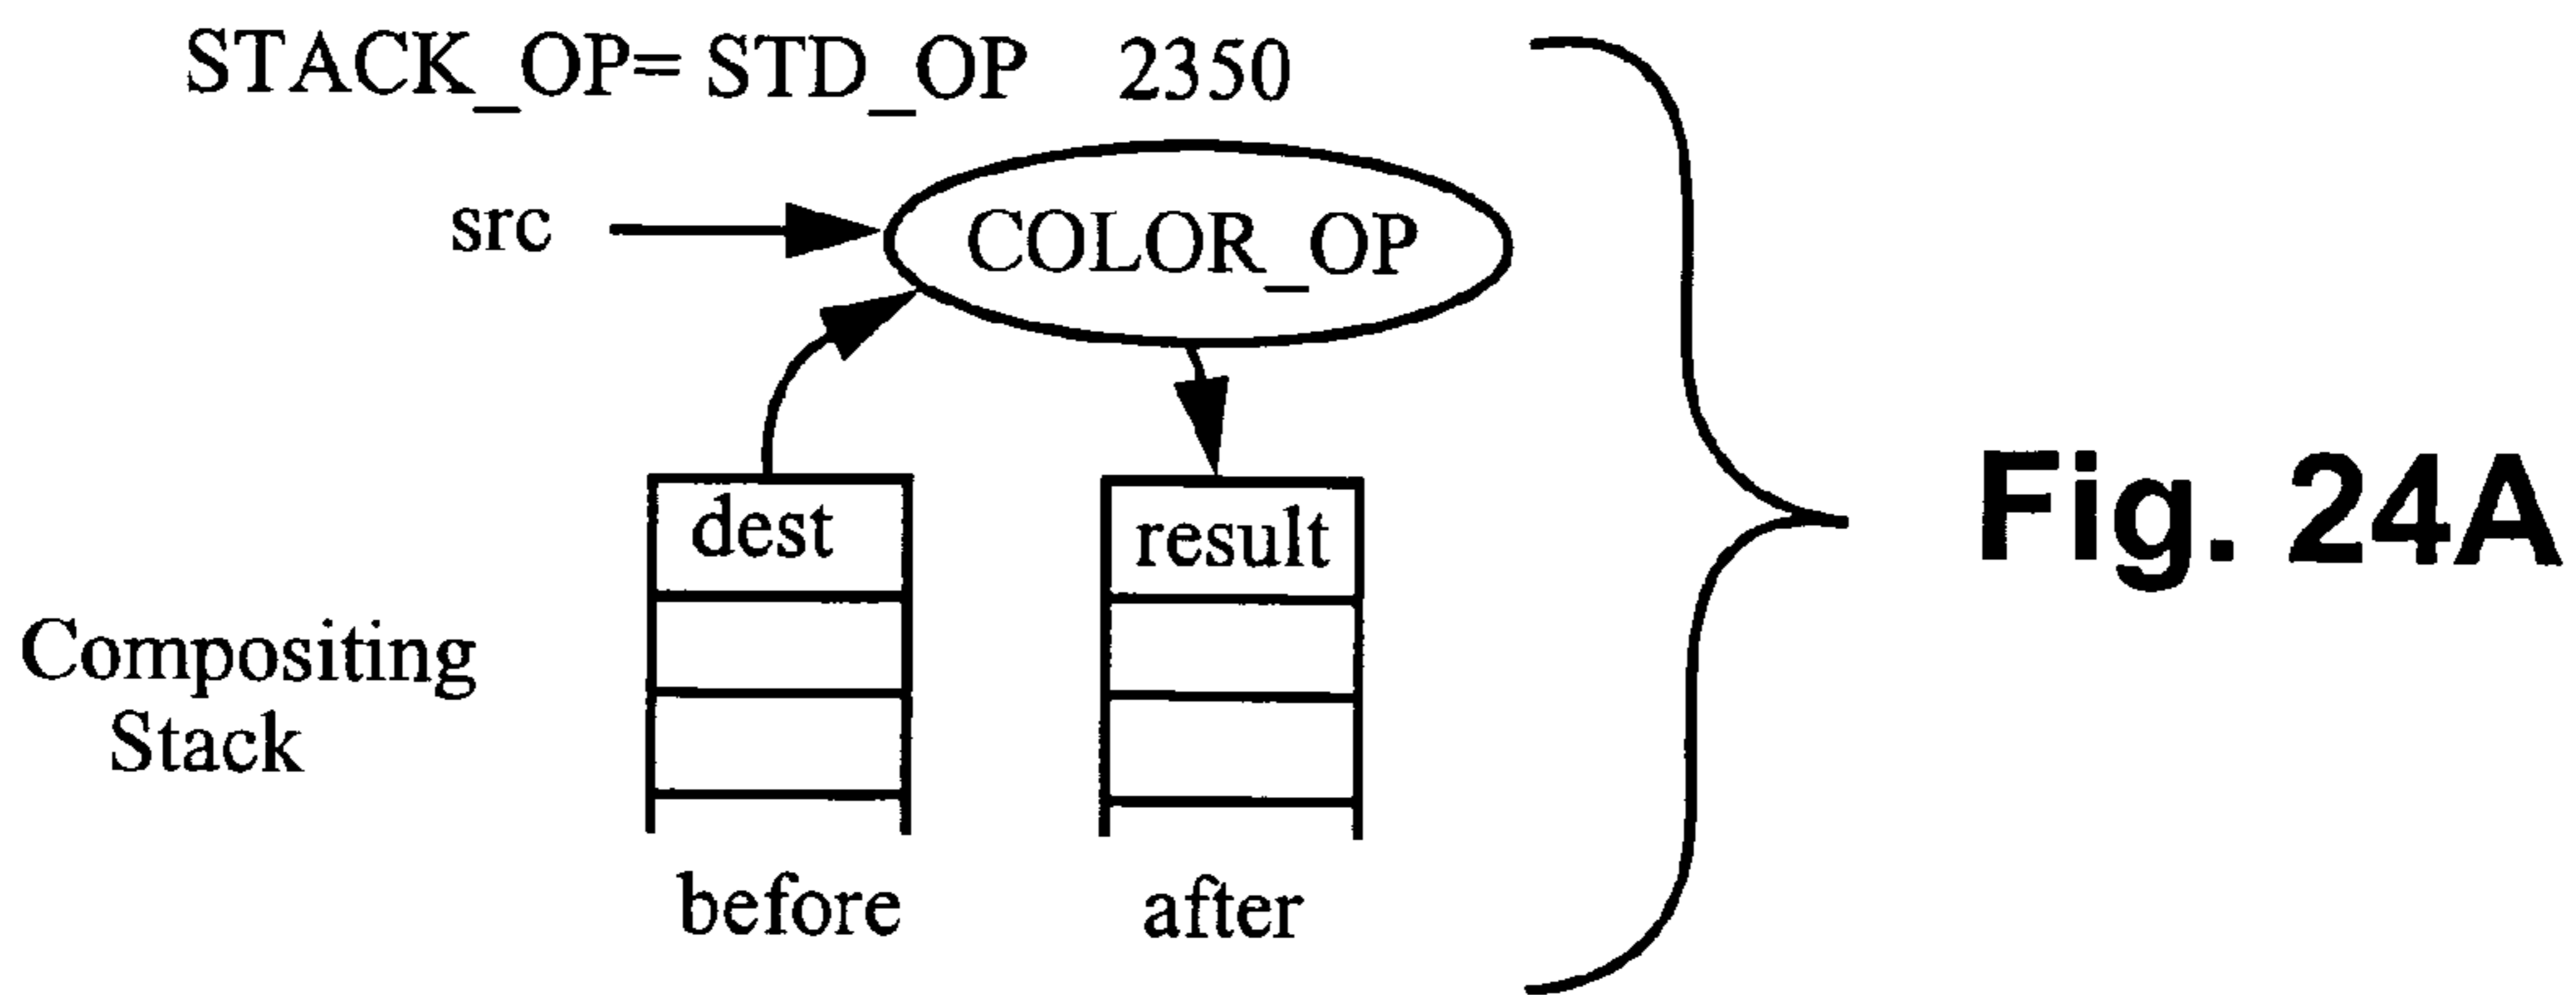 STACK_OP= STD_OP 2350
src
COLOR_OP
dest
result
Compositing
Stack
before
after
Fig. 24A